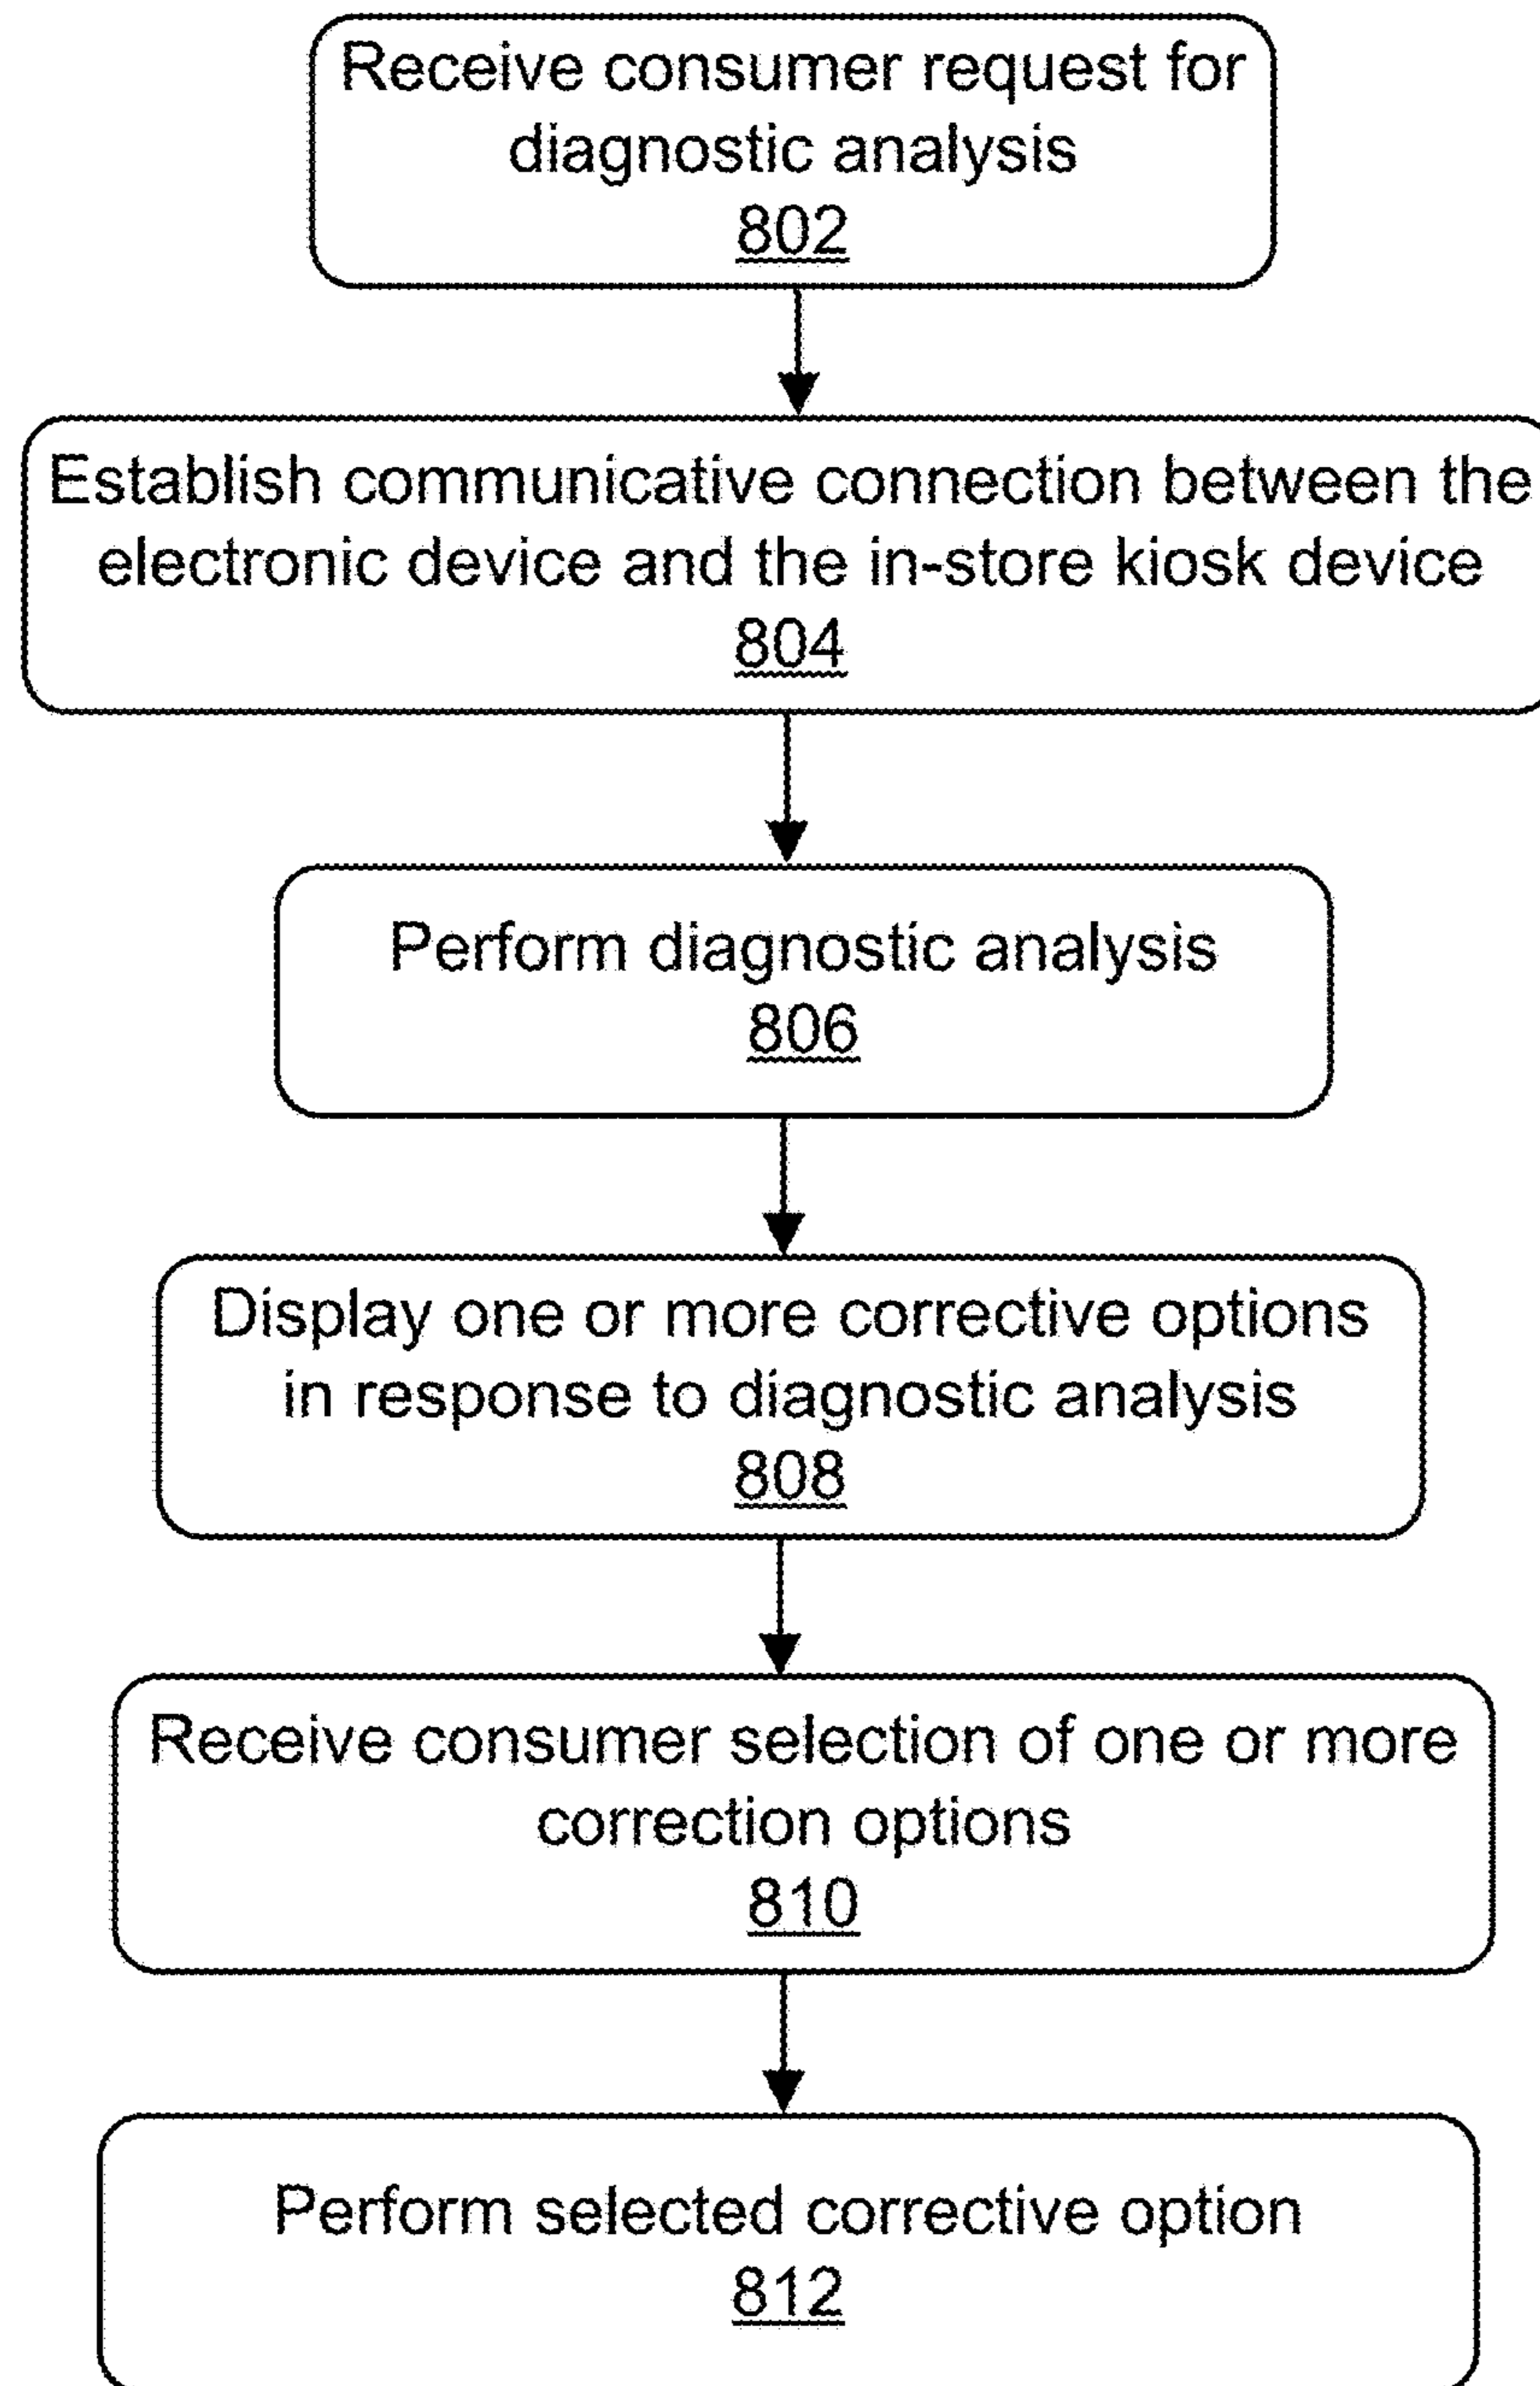 Receive consumer request for
diagnostic analysis
802
Establish communicative connection between the
electronic device and the in-store kiosk device
804
Perform diagnostic analysis
806
Display one or more corrective options
in response to diagnostic analysis
808
Receive consumer selection of one or more
correction options
810
Perform selected corrective option
812